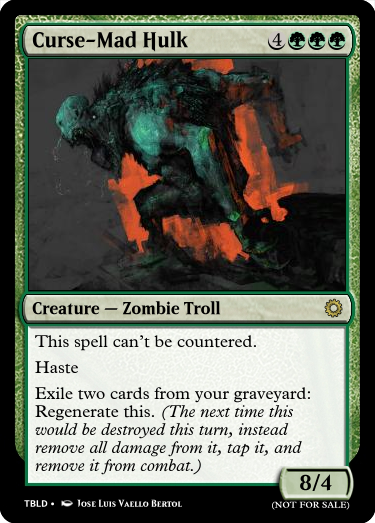 Curse-Mad Hulk 4
Creature — Zombie Troll
This spell can't be countered.
Haste
Exile two cards from your graveyard:
Regenerate this. (The next time this
would be destroyed this turn, instead
remove all damage from it, tap it, and
remove it from combat.)
8/4
TBLD • Jose Luis Vaello Bertol
(NOT FOR SALE)